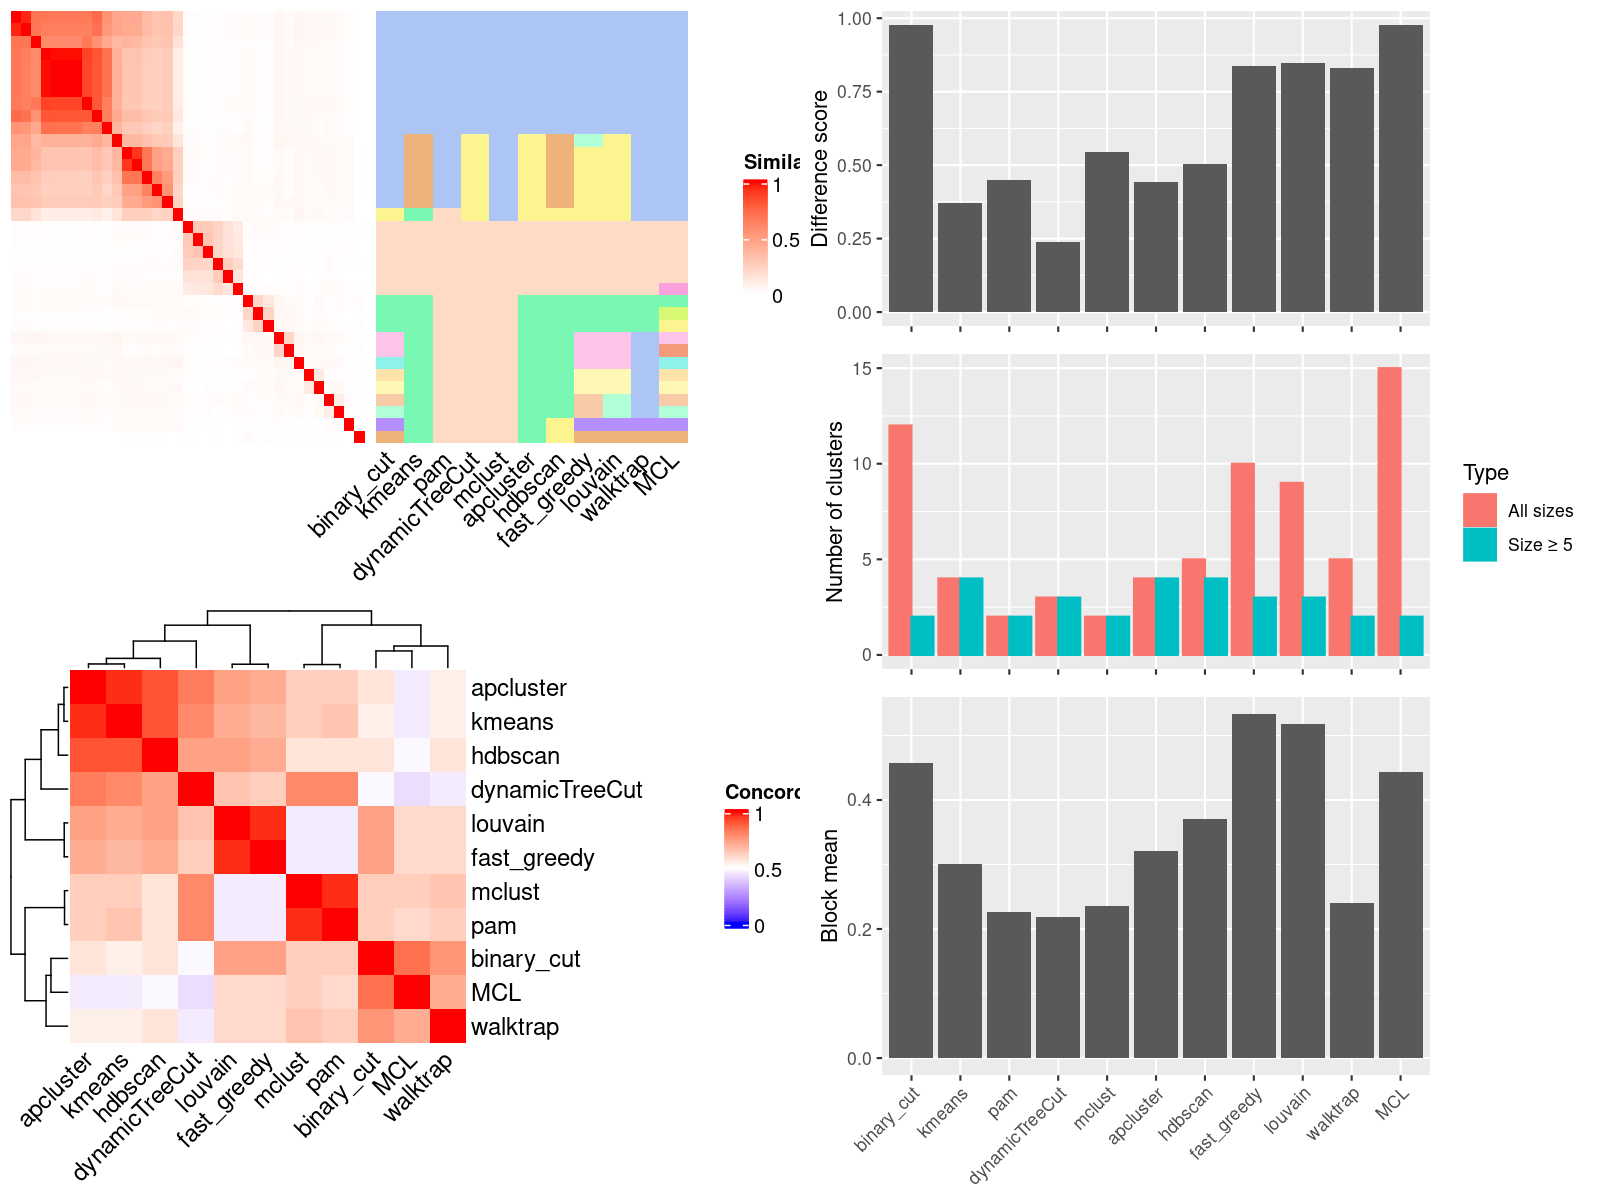 Simila
1
0.5
0
binary_cut
kmeans
pam
dynamicTreeCut
mclust
apcluster
hdbscan
fast_greedy
louvain
walktrap
MCL
apcluster
kmeans
hdbscan
dynamicTreeCut
louvain
fast_greedy
mclust
pam
binary_cut
MCL
walktrap
Concorc
1
0.5
0
apcluster
kmeans
hdbscan
dynamicTreeCut
louvain
fast_greedy
mclust
pam
binary_cut
MCL
walktrap
Difference score
1.00
0.75
0.50
0.25
0.00
Number of clusters
15
10
5
0
Type
All sizes
Size ≥ 5
Block mean
0.4
0.2
0.0
binary_cut
kmeans
pam
dynamicTreeCut
mclust
apcluster
hdbscan
fast_greedy
louvain
walktrap
MCL